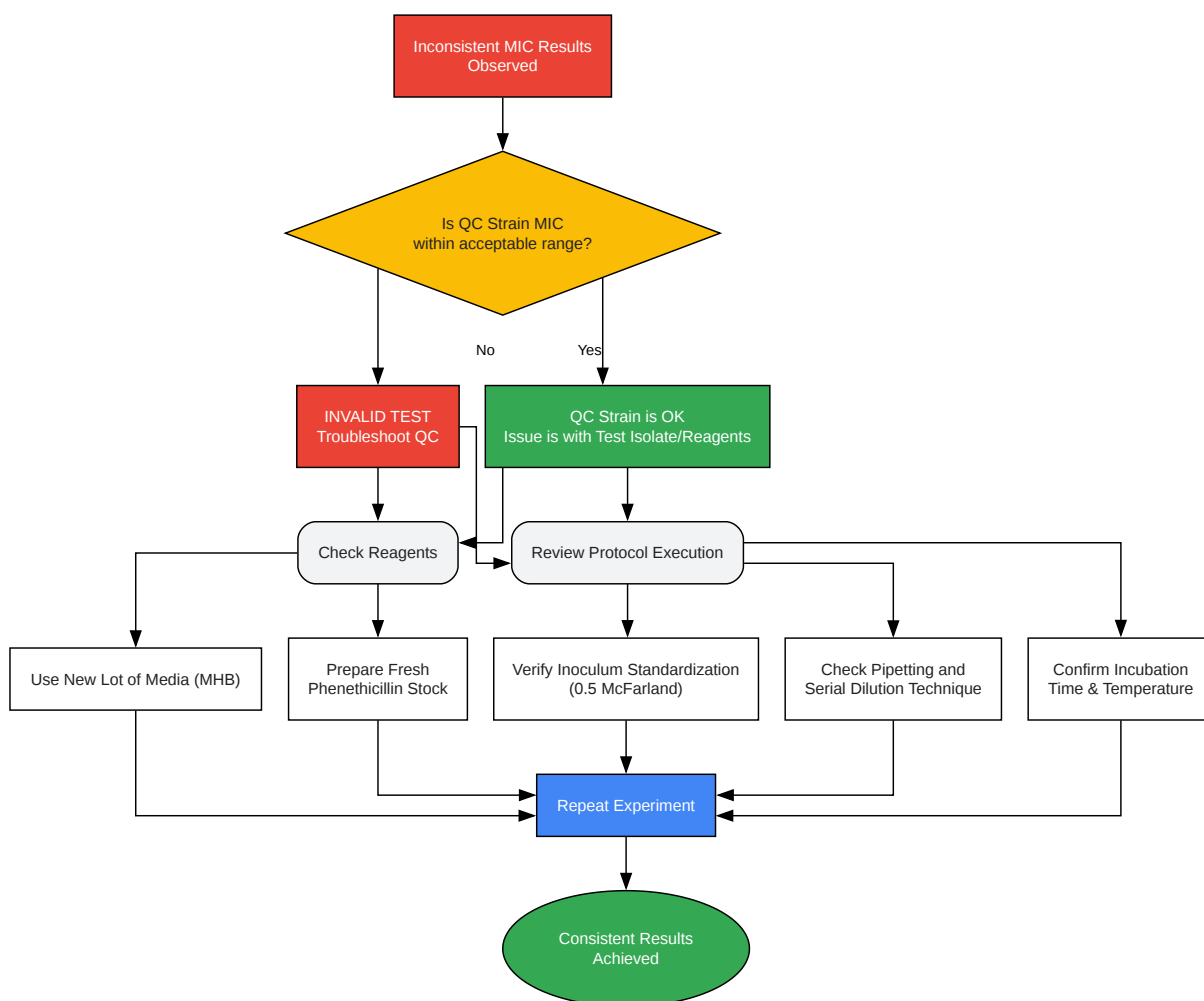 Inconsistent MIC Results
Observed
Is QC Strain MIC
within acceptable range?
No
Yes
INVALID TEST
Troubleshoot QC
QC Strain is OK
Issue is with Test Isolate/Reagents
Check Reagents
Review Protocol Execution
Use New Lot of Media (MHB)
Prepare Fresh
Phenethicillin Stock
Verify Inoculum Standardization
(0.5 McFarland)
Check Pipetting and
Serial Dilution Technique
Confirm Incubation
Time & Temperature
Repeat Experiment
Consistent Results
Achieved